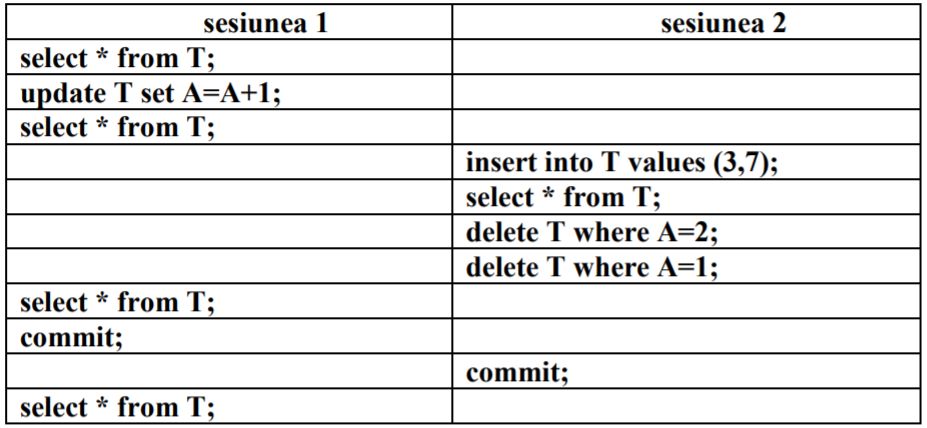 sesiunea 1 sesiunea 2
select * from T;
update T set A=A+1;
select * from T;
insert into T values (3,7);
select * from T;
delete T where A=2;
delete T where A=1;
select * from T;
commit;
commit;
select * from T;